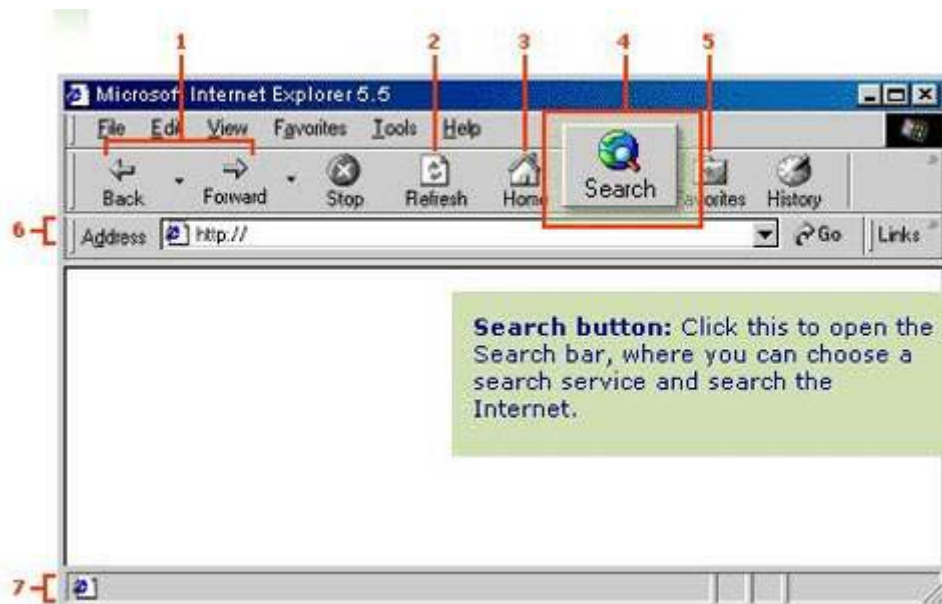 1 2 3 4 5
Microsoft Internet Explorer 5.5
File Edit View Favorites Tools Help
Back Forward Stop Refresh Home Search Favorites History
6 Address http:// Go Links
Search button: Click this to open the
Search bar, where you can choose a
search service and search the
Internet.
7